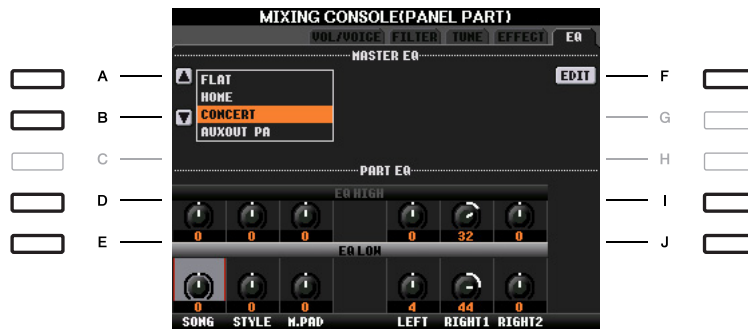 MIXING CONSOLE(PANEL PART)
VOL/VOICE FILTER TUNE EFFECT EQ
MASTER EQ
A
FLAT
EDIT
F
HOME
B
CONCERT
G
AUXOUT PA
C
H
PART EQ
EQ HIGH
D
I
0 0 0 0 32 0
E
EQ LOW
J
0 0 0 4 44 0
SONG STYLE M.PAD LEFT RIGHT1 RIGHT2